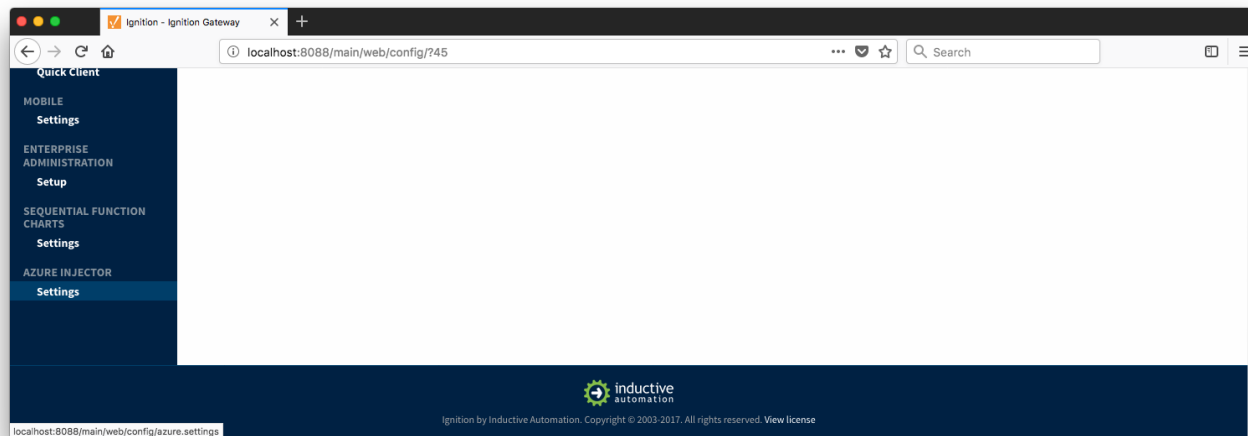 Ignition - Ignition Gateway
localhost:8088/main/web/config/?45
Search
Quick Client
MOBILE
Settings
ENTERPRISE
ADMINISTRATION
Setup
SEQUENTIAL FUNCTION
CHARTS
Settings
AZURE INJECTOR
Settings
inductive
automation
Ignition by Inductive Automation. Copyright © 2003-2017. All rights reserved. View license
localhost:8088/main/web/config/azure.settings